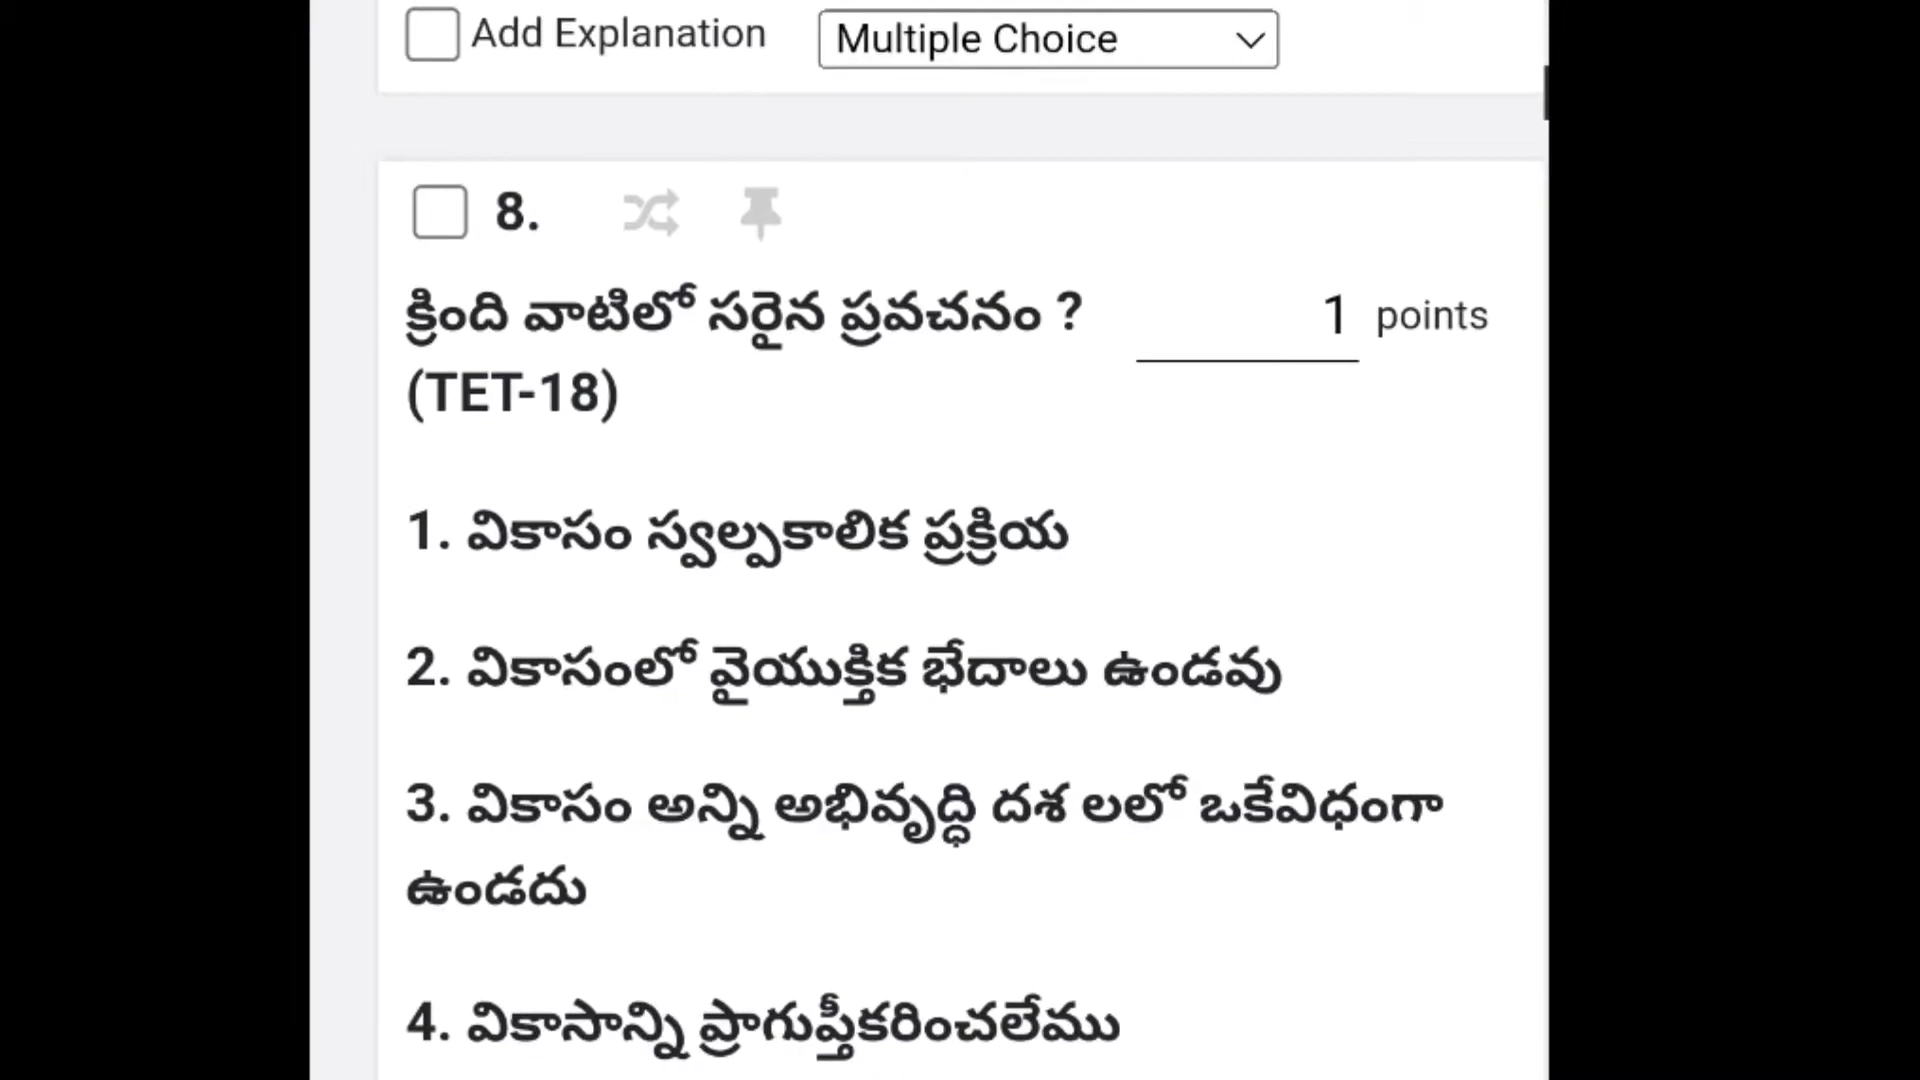 Add Explanation Multiple Choice
8.
క్రింది వాటిలో సరైన ప్రవచనం ? 1 points
(TET-18)
1. వికాసం స్వల్పకాలిక ప్రక్రియ
2. వికాసంలో వైయుక్తిక భేదాలు ఉండవు
3. వికాసం అన్ని అభివృద్ధి దశ లలో ఒకేవిధంగా
ఉండదు
4. వికాసాన్ని ప్రాగుప్తీకరించలేము